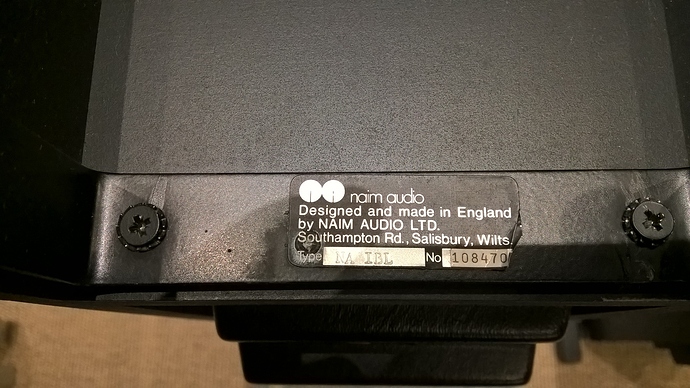 naim audio
Designed and made in England
by NAIM AUDIO LTD.
Southampton Rd., Salisbury, Wilts.
Type NA IBL No 108470